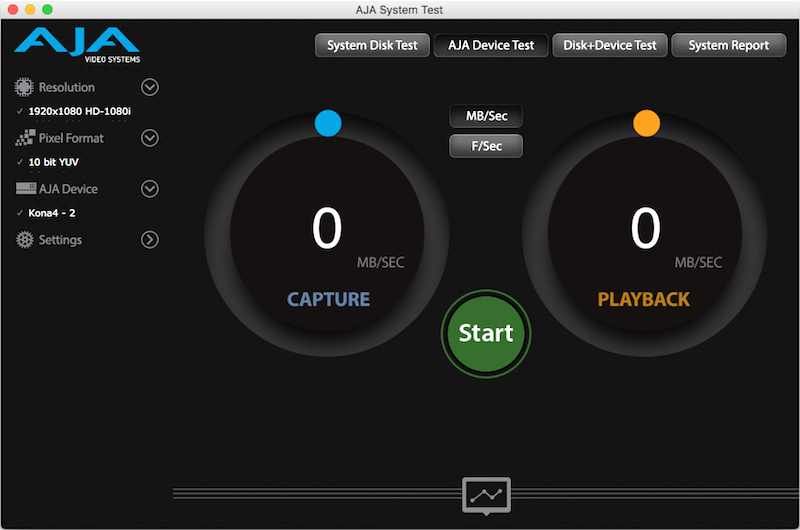 AJA System Test
AJA
VIDEO SYSTEMS
System Disk Test
AJA Device Test
Disk+Device Test
System Report
Resolution
1920x1080 HD-1080i
Pixel Format
10 bit YUV
AJA Device
Kona4 - 2
Settings
MB/Sec
F/Sec
0
MB/SEC
CAPTURE
0
MB/SEC
PLAYBACK
Start